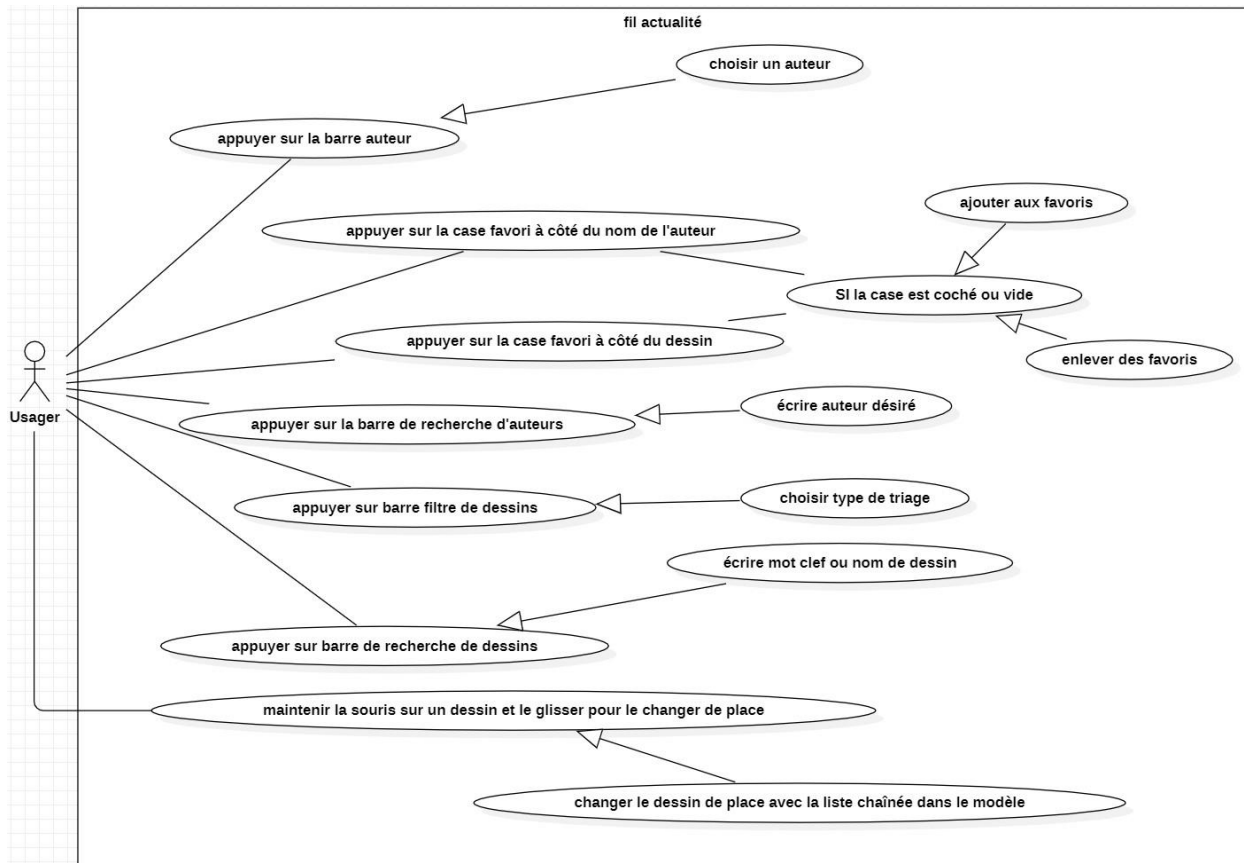 fil actualité
choisir un auteur
appuyer sur la barre auteur
ajouter aux favoris
appuyer sur la case favori à côté du nom de l'auteur
SI la case est coché ou vide
appuyer sur la case favori à côté du dessin
enlever des favoris
Usager
écrire auteur désiré
appuyer sur la barre de recherche d'auteurs
choisir type de triage
appuyer sur barre filtre de dessins
écrire mot clef ou nom de dessin
appuyer sur barre de recherche de dessins
maintenir la souris sur un dessin et le glisser pour le changer de place
changer le dessin de place avec la liste chaînée dans le modèle